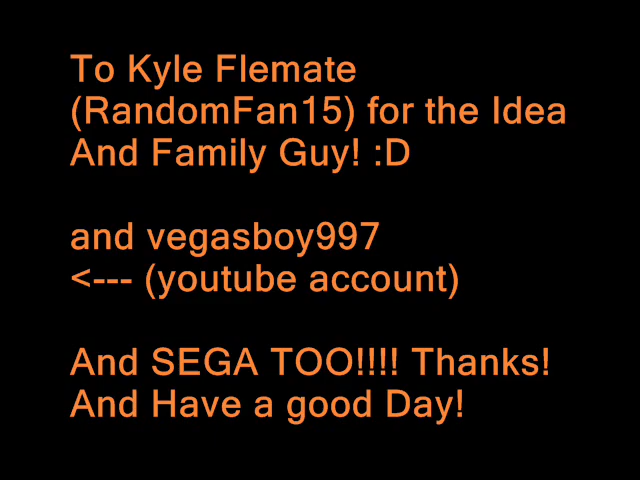 To Kyle Flemate
(RandomFan15) for the Idea
And Family Guy! :D
and vegasboy997
<--- (youtube account)
And SEGA TOO!!!! Thanks!
And Have a good Day!